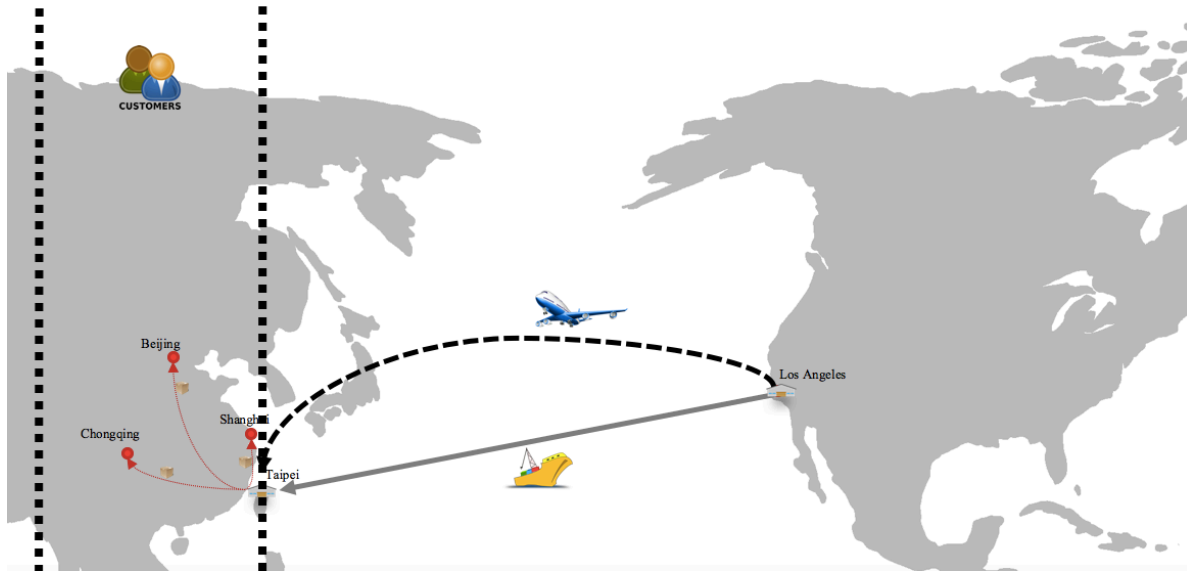 CUSTOMERS
Beijing
Los Angeles
Shanghai
Chongqing
Taipei